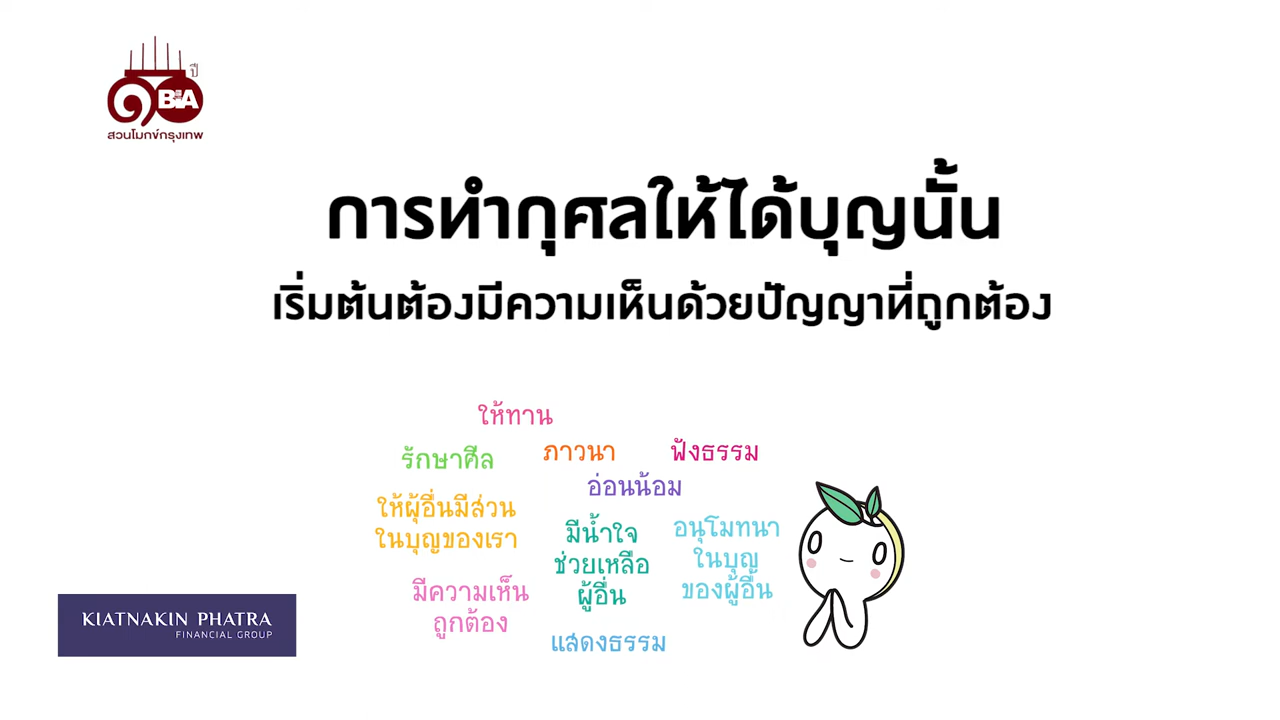 ๑๐ ปี
BIA
สวนโมกข์กรุงเทพ
การทำกุศลให้ได้บุญนั้น
เริ่มต้นต้องมีความเห็นด้วยปัญญาที่ถูกต้อง
ให้ทาน
รักษาศีล
ภาวนา
ฟังธรรม
อ่อนน้อม
ให้ผู้อื่นมีส่วน
ในบุญของเรา
มีน้ำใจ
ช่วยเหลือ
ผู้อื่น
อนุโมทนา
ในบุญ
ของผู้อื่น
มีความเห็น
ถูกต้อง
แสดงธรรม
KIATNAKIN PHATRA
FINANCIAL GROUP